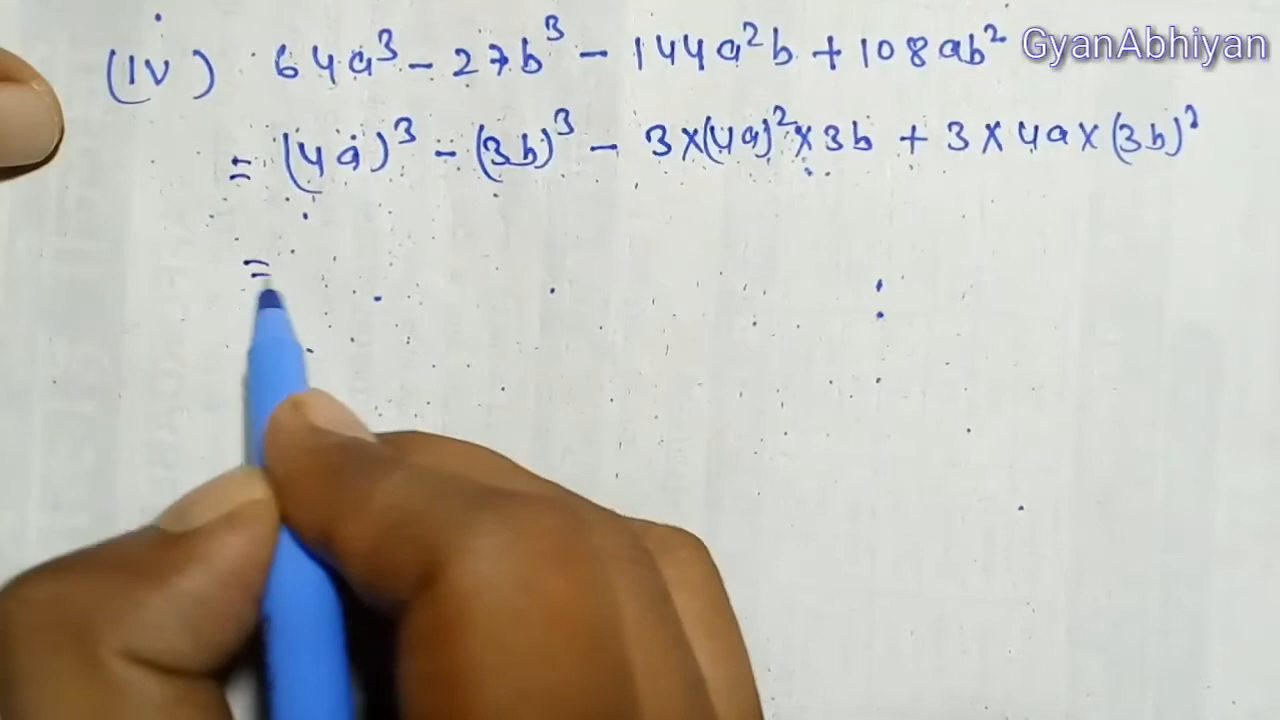 (iv) 64a³ - 27b³ - 144a²b + 108ab² GyanAbhiyan
= (4a)³ - (3b)³ - 3×(4a)²×3b + 3×4a×(3b)²
=